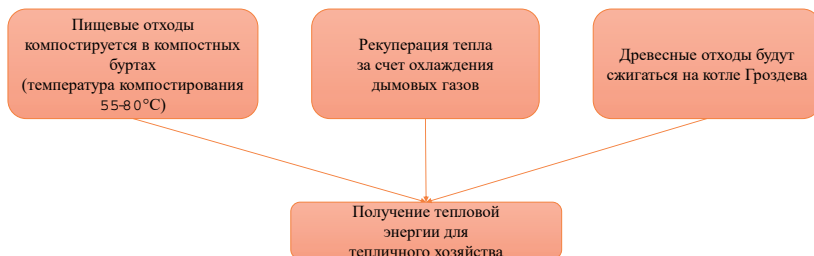 Пищевые отходы
компостируется в компостных
буртах
(температура компостирования
55-80°С)
Рекуперация тепла
за счет охлаждения
дымовых газов
Древесные отходы будут
сжигаться на котле Гроздева
Получение тепловой
энергии для
тепличного хозяйства